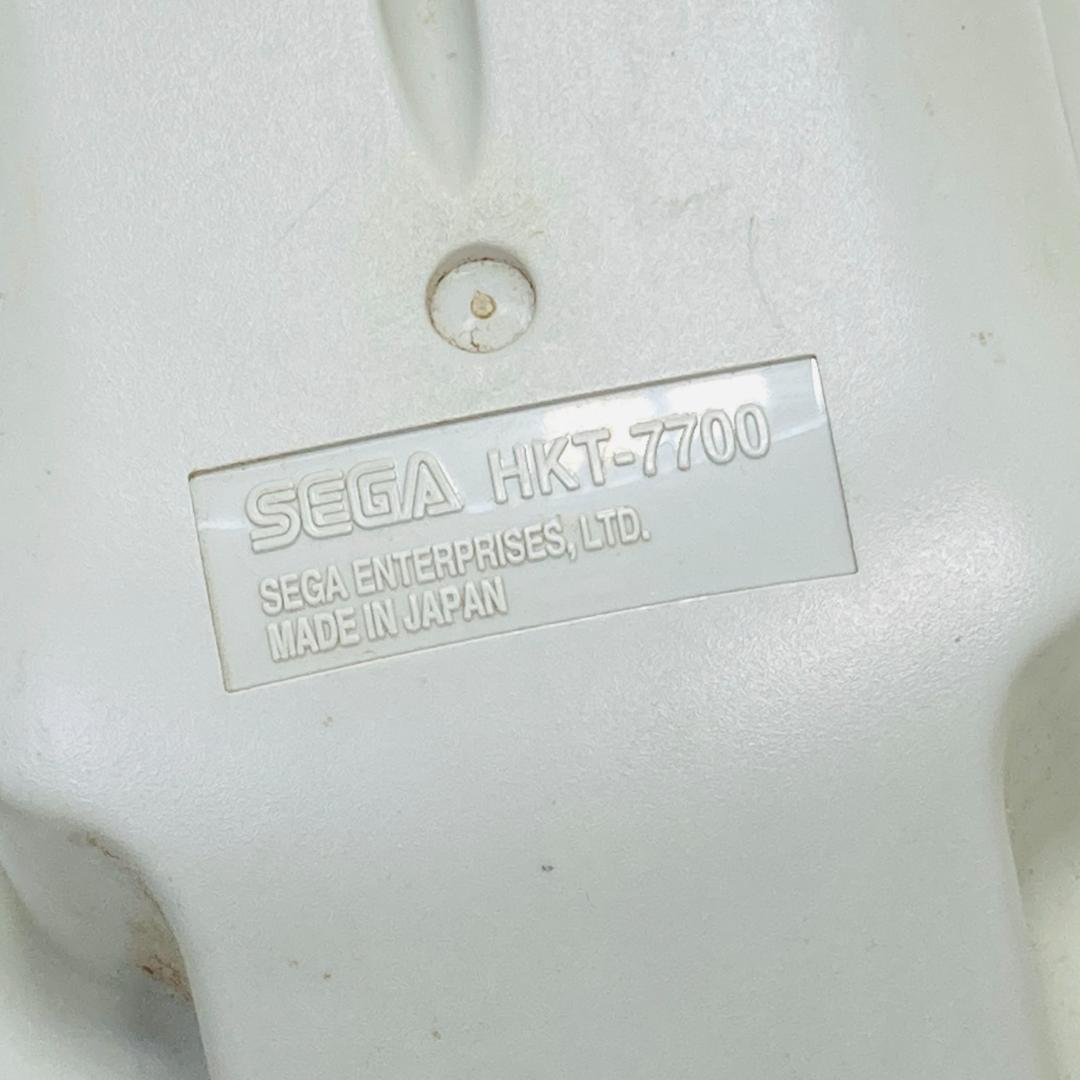 SEGA HKT-7700
SEGA ENTERPRISES, LTD.
MADE IN JAPAN